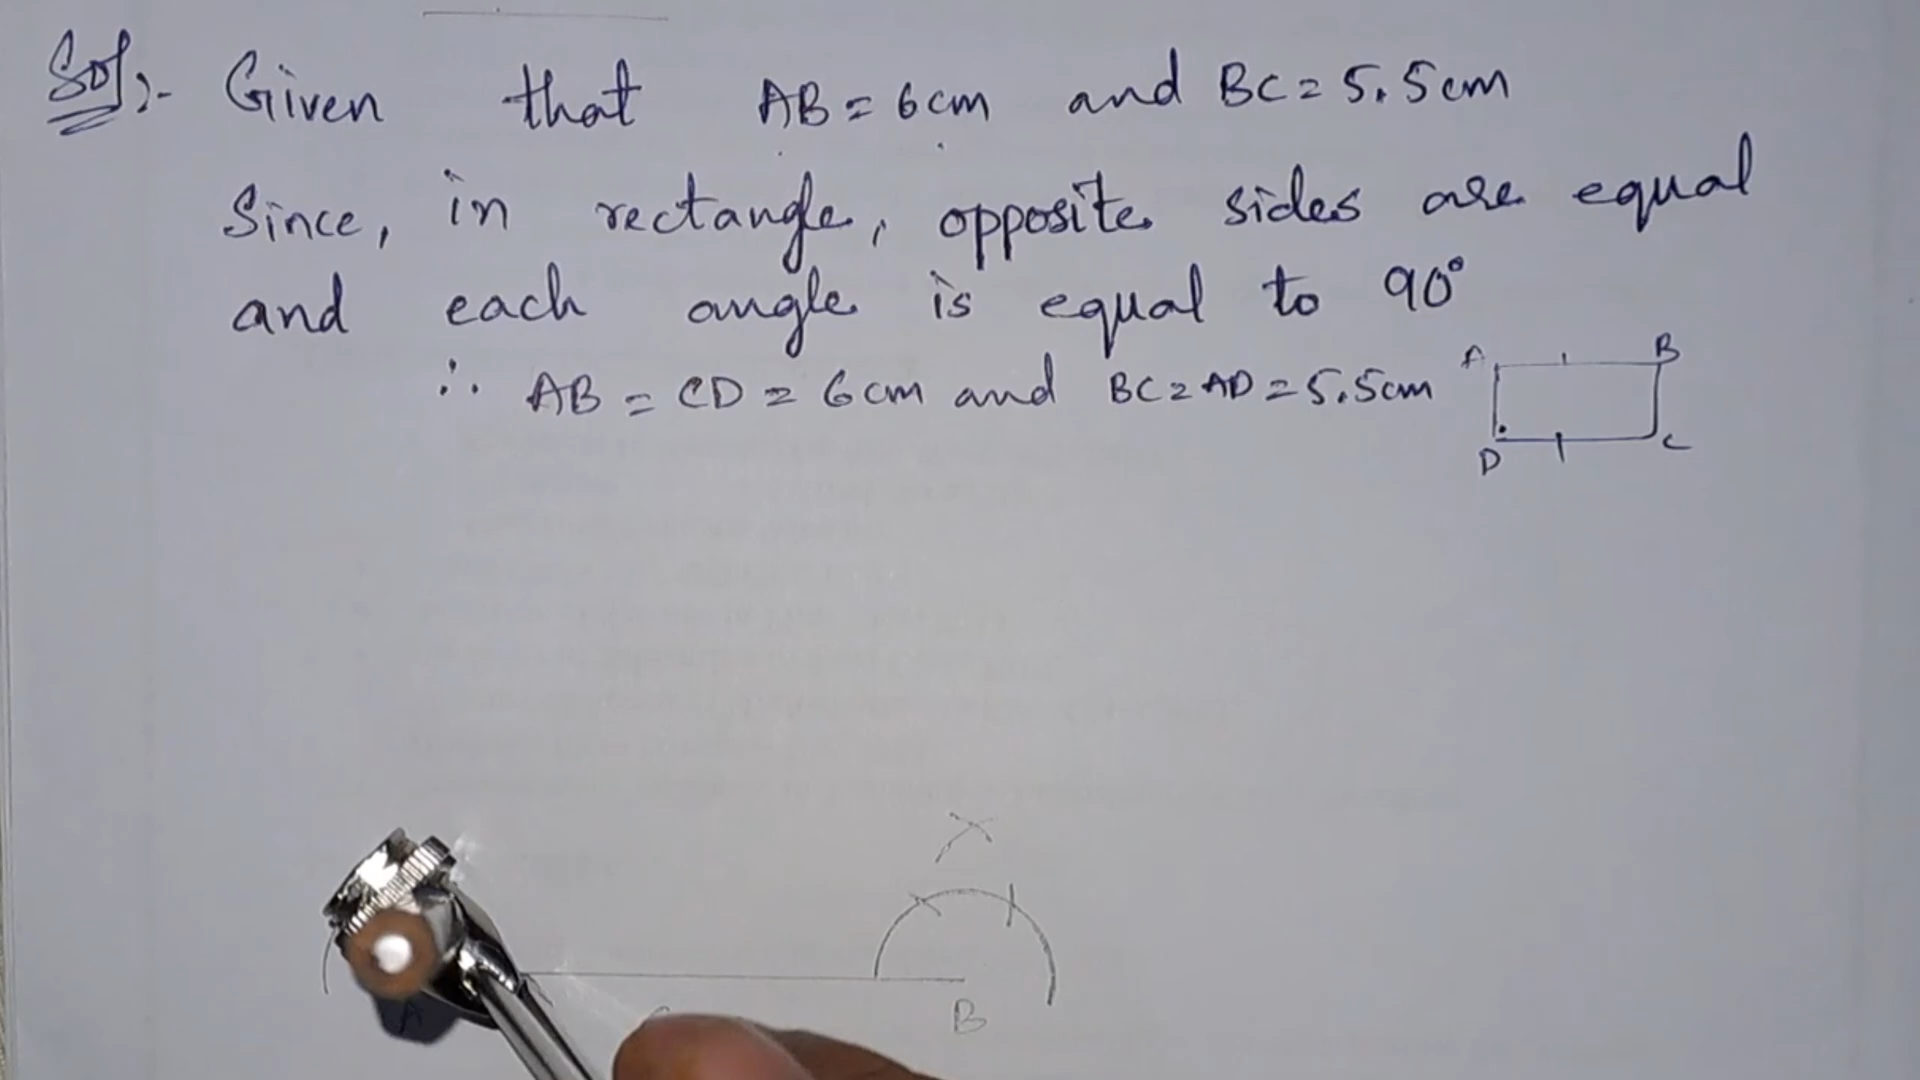 Sol:- Given that AB = 6cm and BC = 5.5cm
Since, in rectangle, opposite sides are equal
and each angle is equal to 90°
∴ AB = CD = 6cm and BC = AD = 5.5cm
A B
D C
A B